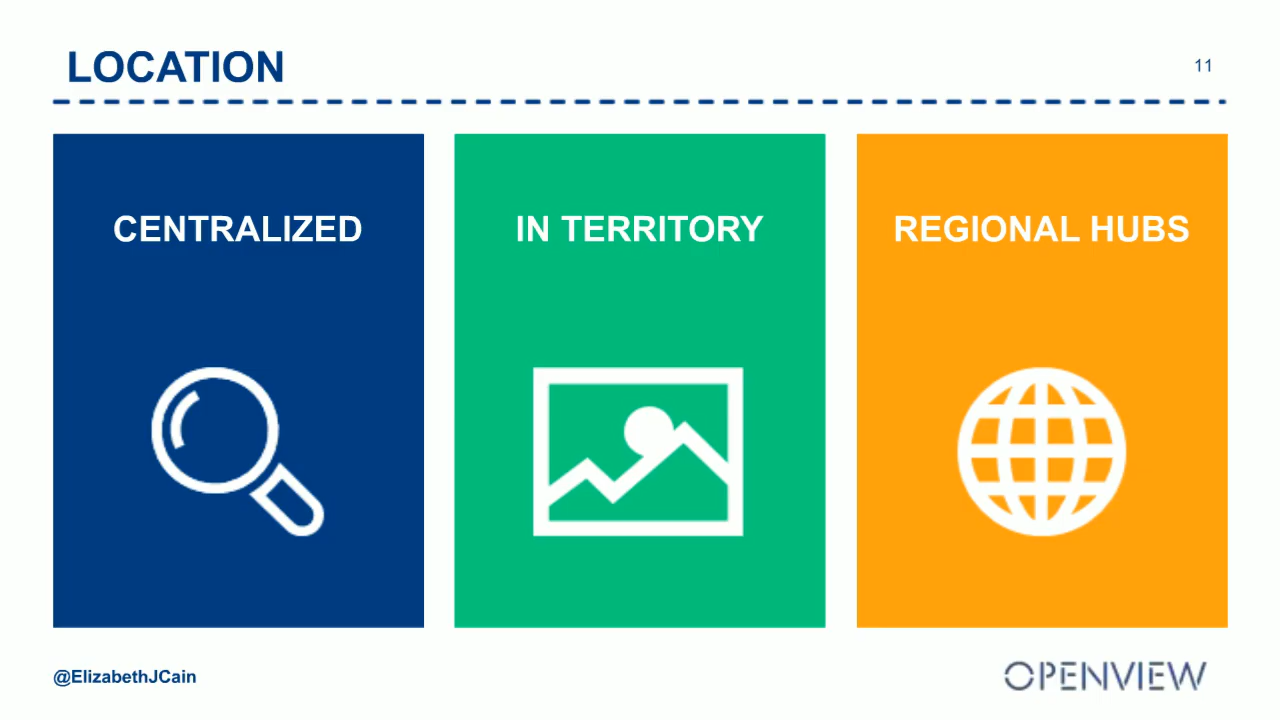 LOCATION
11
CENTRALIZED
IN TERRITORY
REGIONAL HUBS
@ElizabethJCain
OPENVIEW